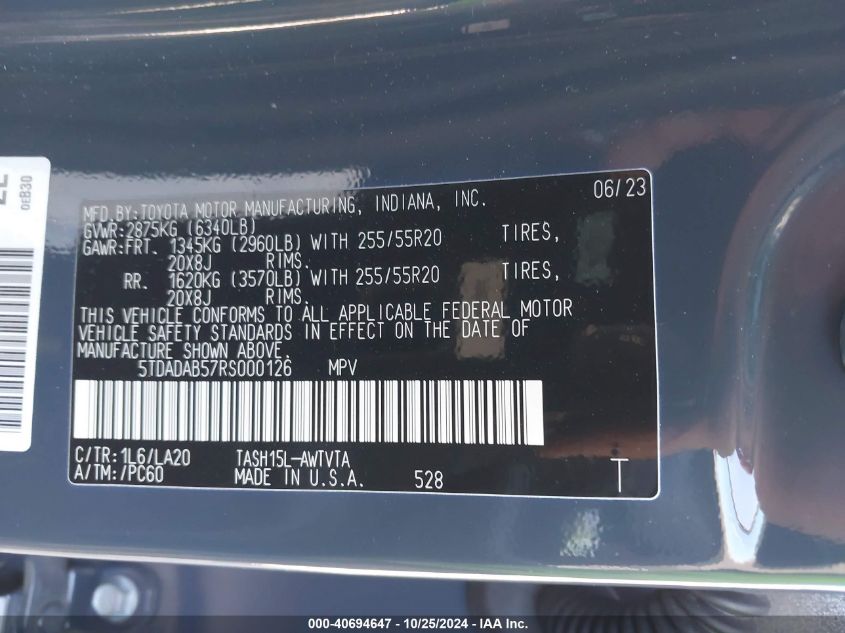 0EB30
06/23
MFD.BY:TOYOTA MOTOR MANUFACTURING, INDIANA, INC.
GVWR:2875KG (6340LB)
GAWR:FRT. 1345KG (2960LB) WITH 255/55R20 TIRES,
20X8J RIMS.
RR. 1620KG (3570LB) WITH 255/55R20 TIRES,
20X8J RIMS.
THIS VEHICLE CONFORMS TO ALL APPLICABLE FEDERAL MOTOR
VEHICLE SAFETY STANDARDS IN EFFECT ON THE DATE OF
MANUFACTURE SHOWN ABOVE.
5TDADAB57RS000126 MPV
C/TR:1L6/LA20 TASH15L-AWTVTA
A/TM:/PC60 MADE IN U.S.A. 528 T
000-40694647 - 10/25/2024 - IAA Inc.